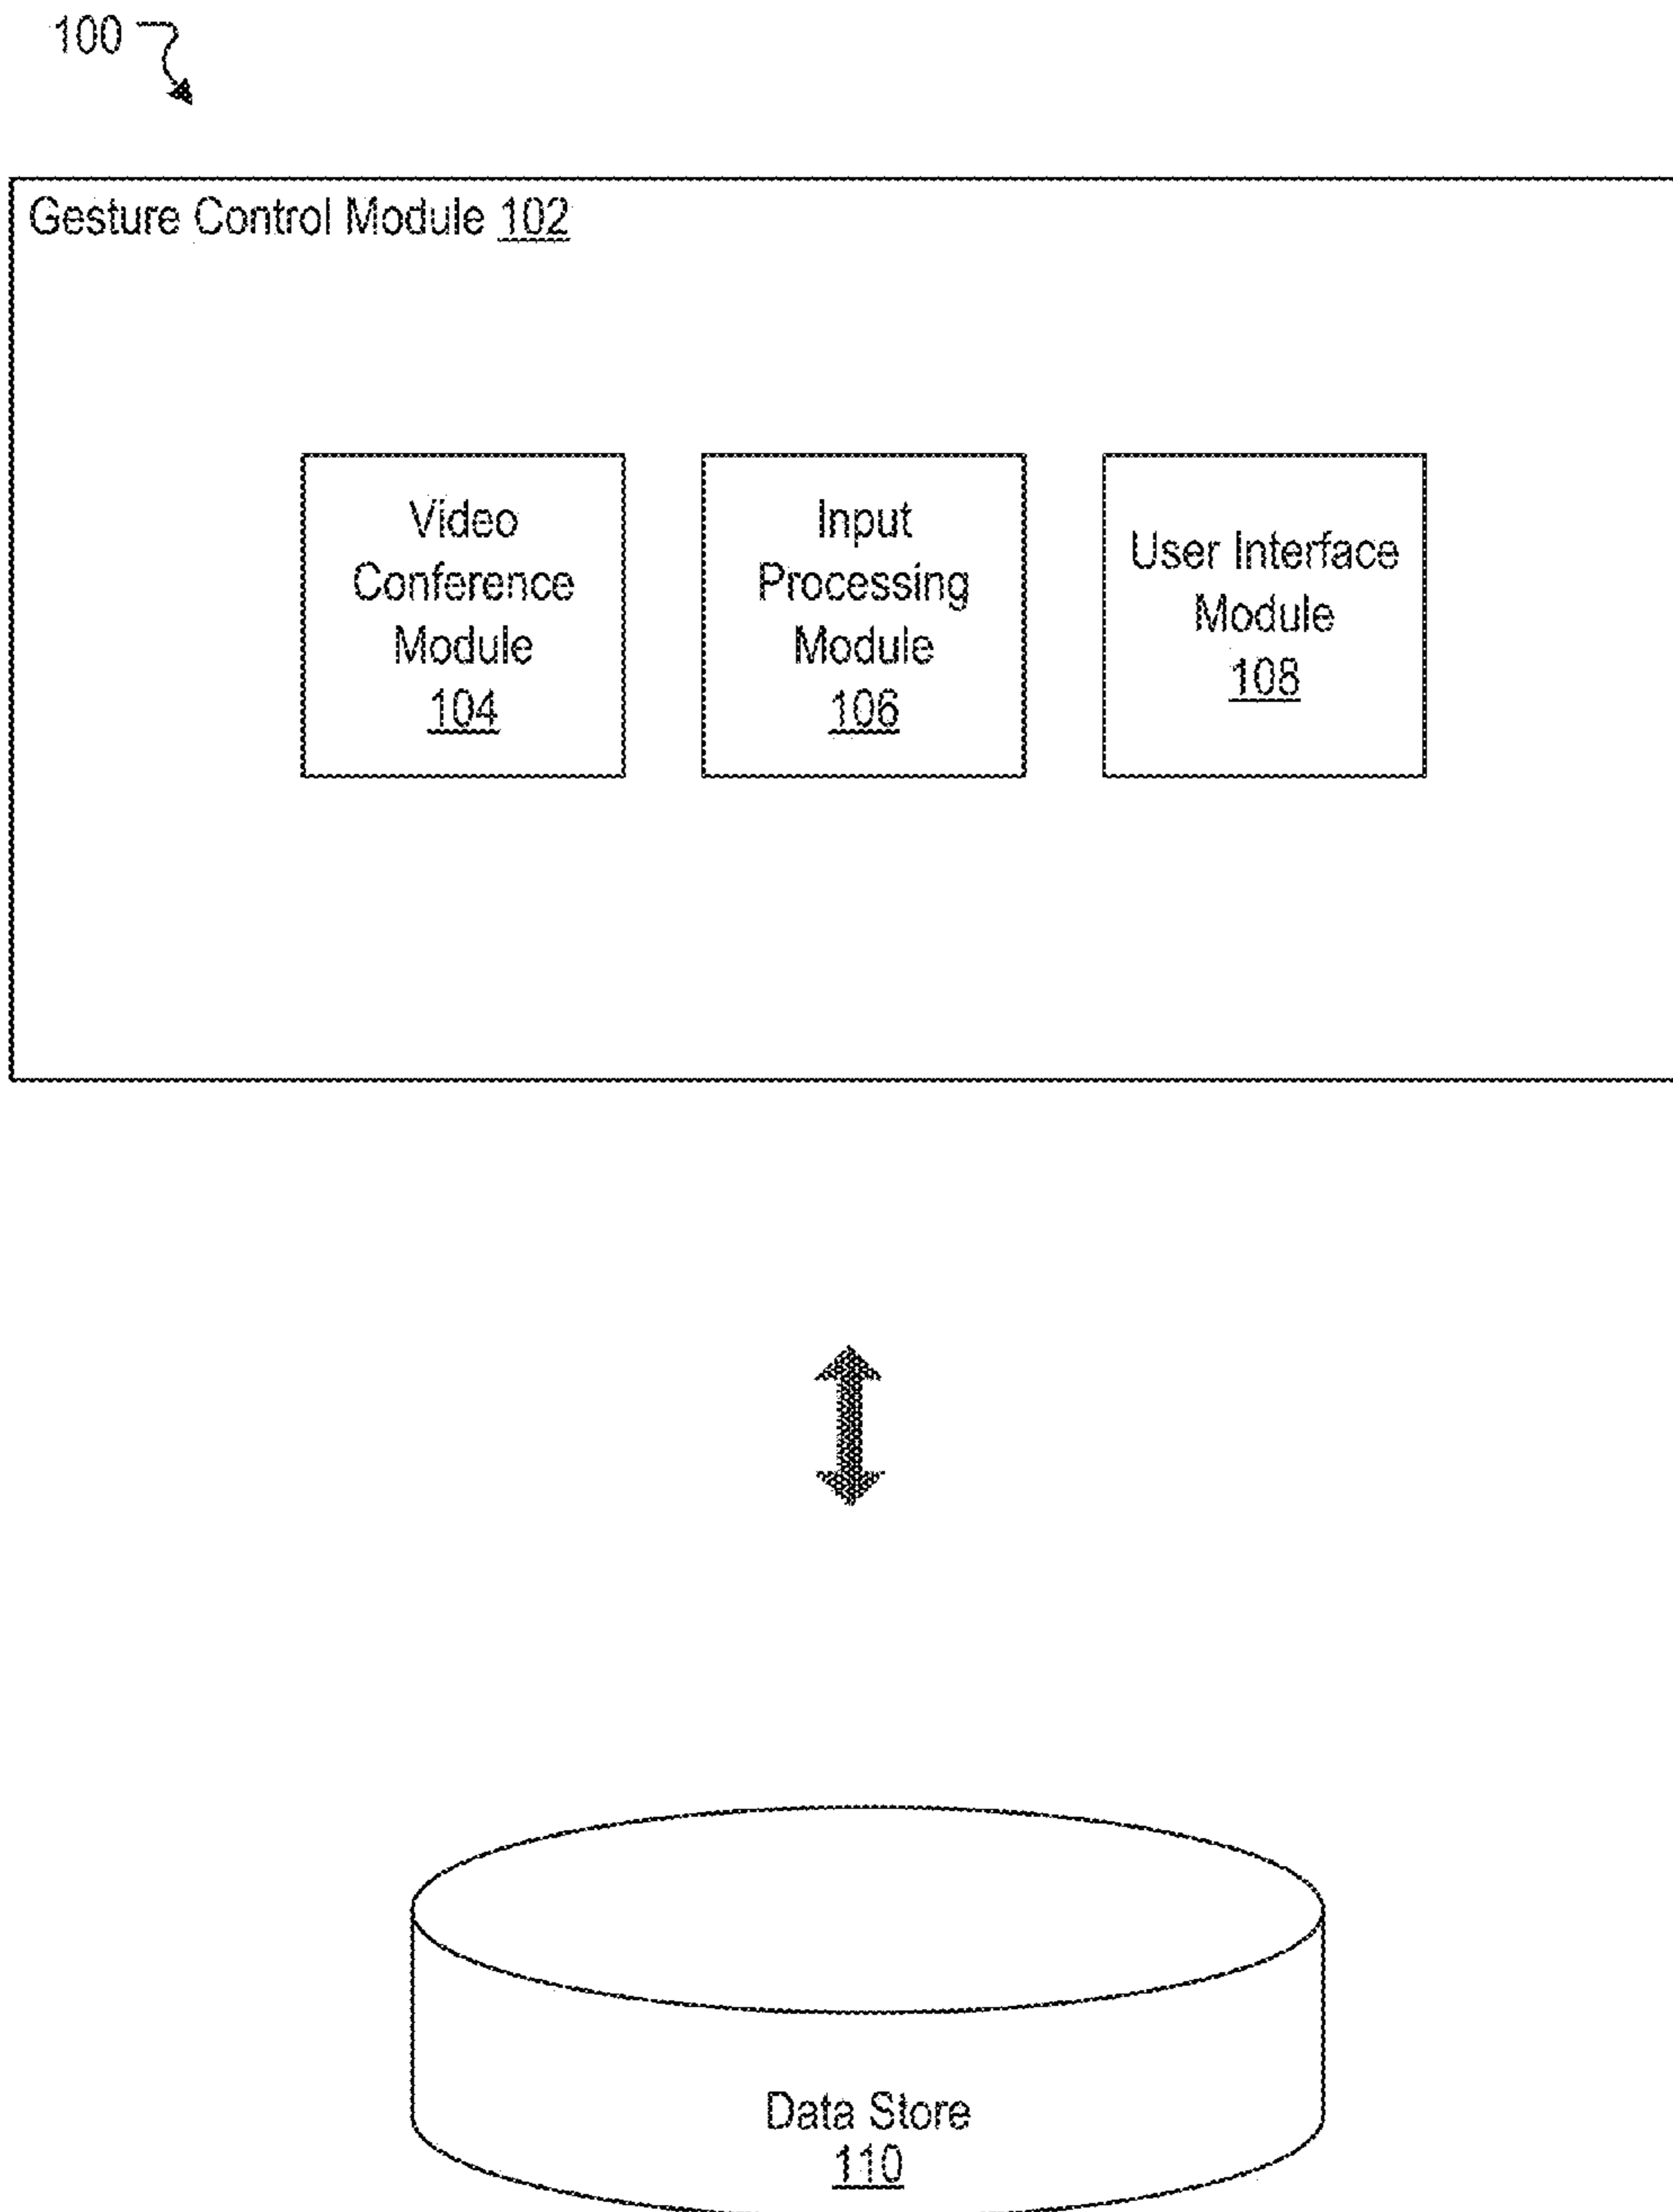 100
Gesture Control Module 102
Video
Conference
Module
104
Input
Processing
Module
106
User Interface
Module
108
Data Store
110